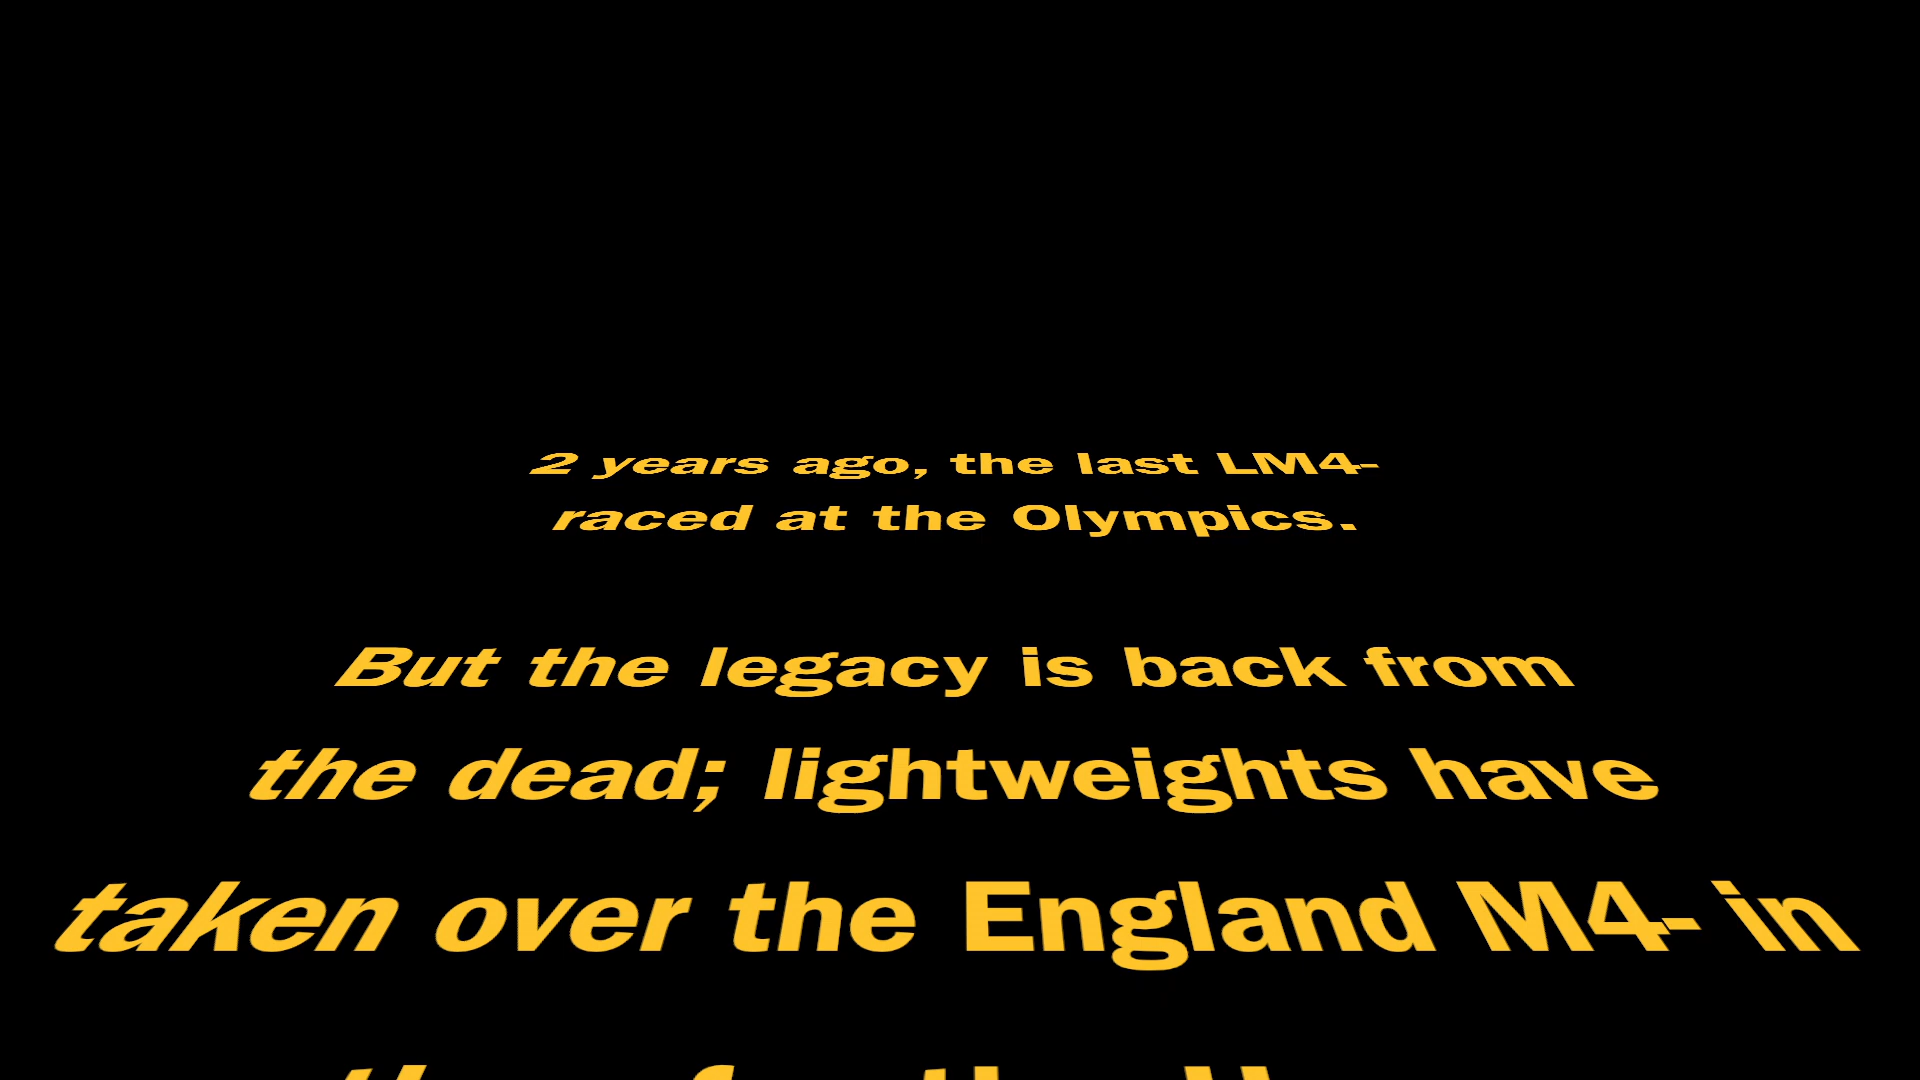 2 years ago, the last LM4-
raced at the Olympics.
But the legacy is back from
the dead; lightweights have
taken over the England M4- in